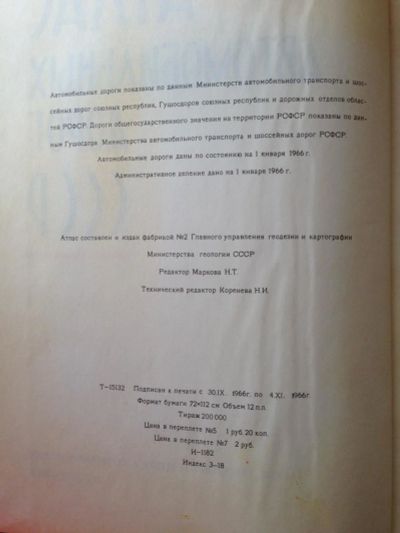 Автомобильные дороги показаны по данным Министерств автомобильного транспорта и шос-
сейных дорог союзных республик, Гушосдоров союзных республик и дорожных отделов облас-
тей РСФСР. Дороги общегосударственного значения на территории РСФСР показаны по дан-
ным Гушосдора Министерства автомобильного транспорта и шоссейных дорог РСФСР.
Автомобильные дороги даны по состоянию на 1 января 1966 г.
Административное деление дано на 1 января 1966 г.
Атлас составлен и издан фабрикой №2 Главного управления геодезии и картографии
Министерства геологии СССР
Редактор Маркова Н.Т.
Технический редактор Коренева Н.И.
Т-15132 Подписан к печати с 30.IX. 1966г. по 4.XI. 1966г.
Формат бумаги 72×112 см Объем 12 п.л.
Тираж 200 000
Цена в переплете №5 1 руб. 20 коп.
Цена в переплете №7 2 руб.
И-1182
Индекс 3-18